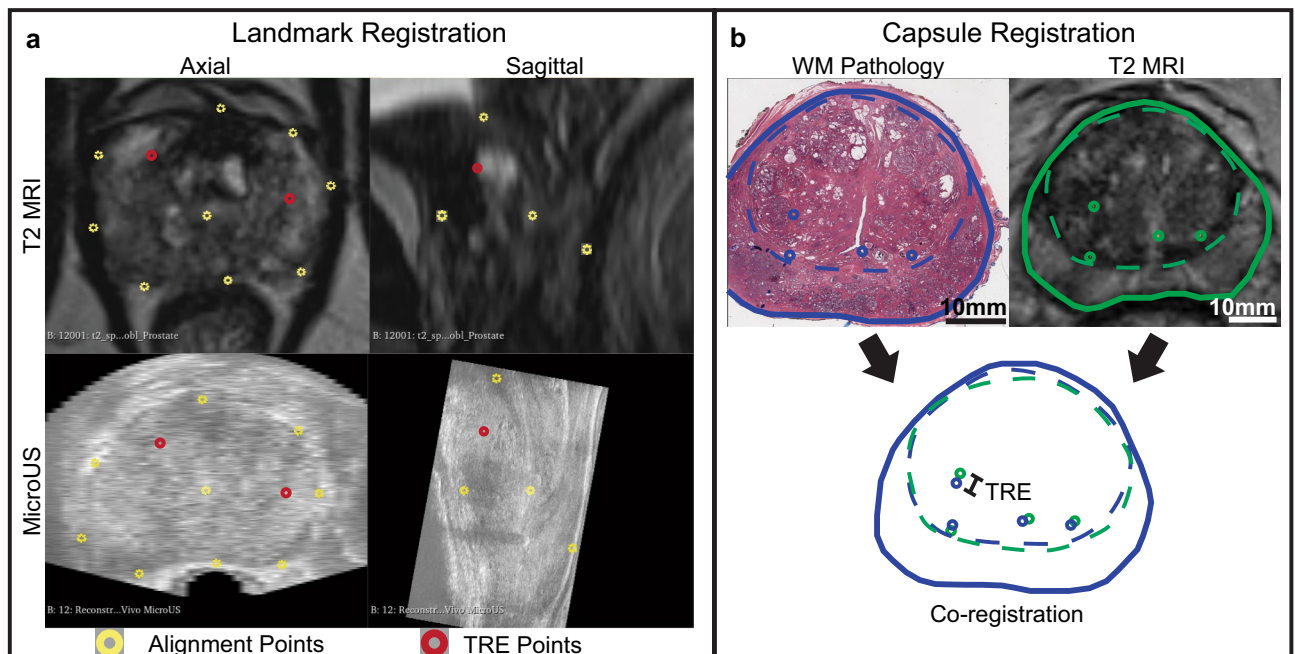 a
Landmark Registration
Axial
Sagittal
T2 MRI
B: 12001: t2_sp...obl_Prostate
B: 12001: t2_sp...obl_Prostate
MicroUS
B: 12: Reconstr...Vivo MicroUS
B: 12: Reconstr...Vivo MicroUS
Alignment Points
TRE Points
b
Capsule Registration
WM Pathology
T2 MRI
10mm
10mm
TRE
Co-registration